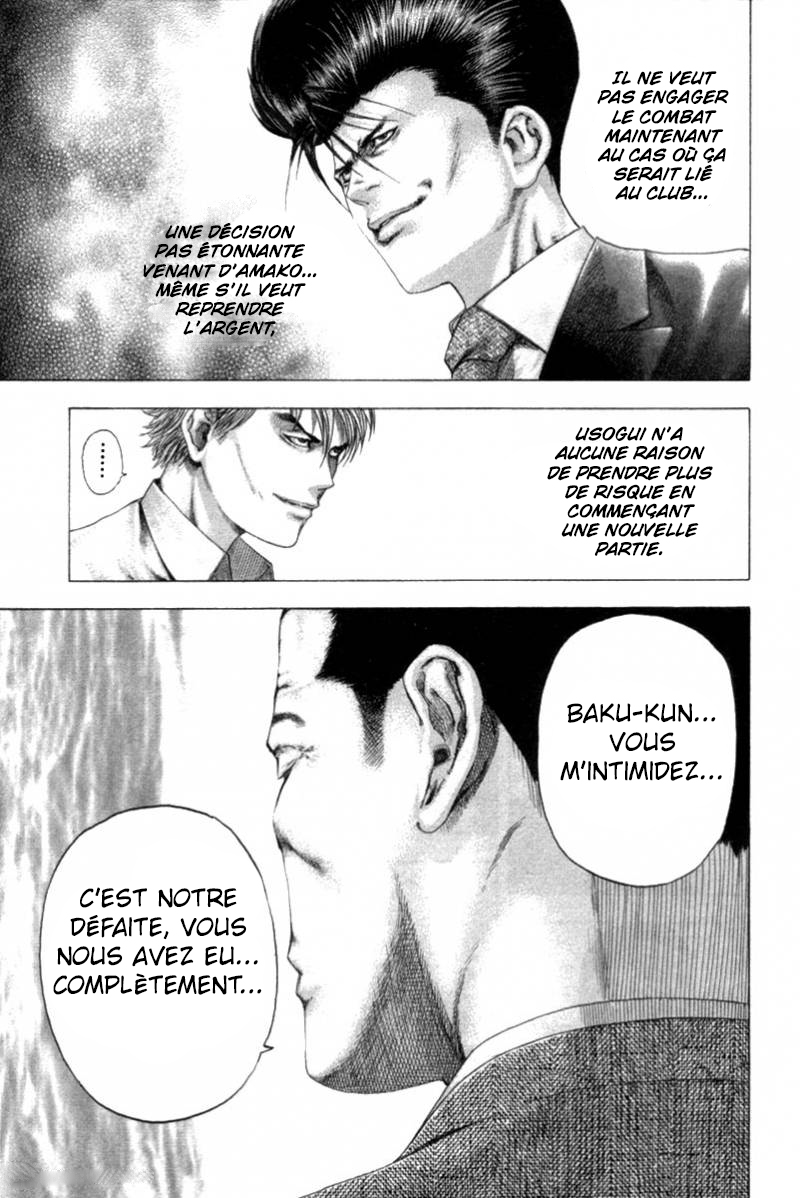 IL NE VEUT
PAS ENGAGER
LE COMBAT
MAINTENANT
AU CAS OÙ ÇA
SERAIT LIÉ
AU CLUB...
UNE DÉCISION
PAS ÉTONNANTE
VENANT D'AMAKO...
MÊME S'IL VEUT
REPRENDRE
L'ARGENT,
USOGUI N'A
AUCUNE RAISON
DE PRENDRE PLUS
DE RISQUE EN
COMMENÇANT
UNE NOUVELLE
PARTIE.
......
BAKU-KUN...
VOUS
M'INTIMIDEZ...
C'EST NOTRE
DÉFAITE, VOUS
NOUS AVEZ EU...
COMPLÈTEMENT...